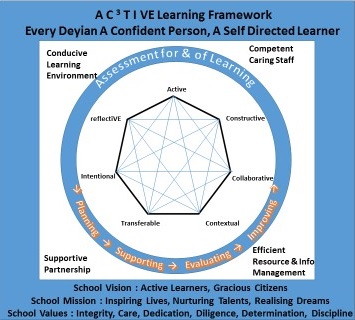 A C ³ T I VE Learning Framework
Every Deyian A Confident Person, A Self Directed Learner
Conducive
Learning
Environment
Competent
Caring Staff
Assessment for & of Learning
Active
reflectiVE
Constructive
Intentional
Collaborative
Transferable
Contextual
Planning → Supporting → Evaluating → Improving
Supportive
Partnership
Efficient
Resource & Info
Management
School Vision : Active Learners, Gracious Citizens
School Mission : Inspiring Lives, Nurturing Talents, Realising Dreams
School Values : Integrity, Care, Dedication, Diligence, Determination, Discipline